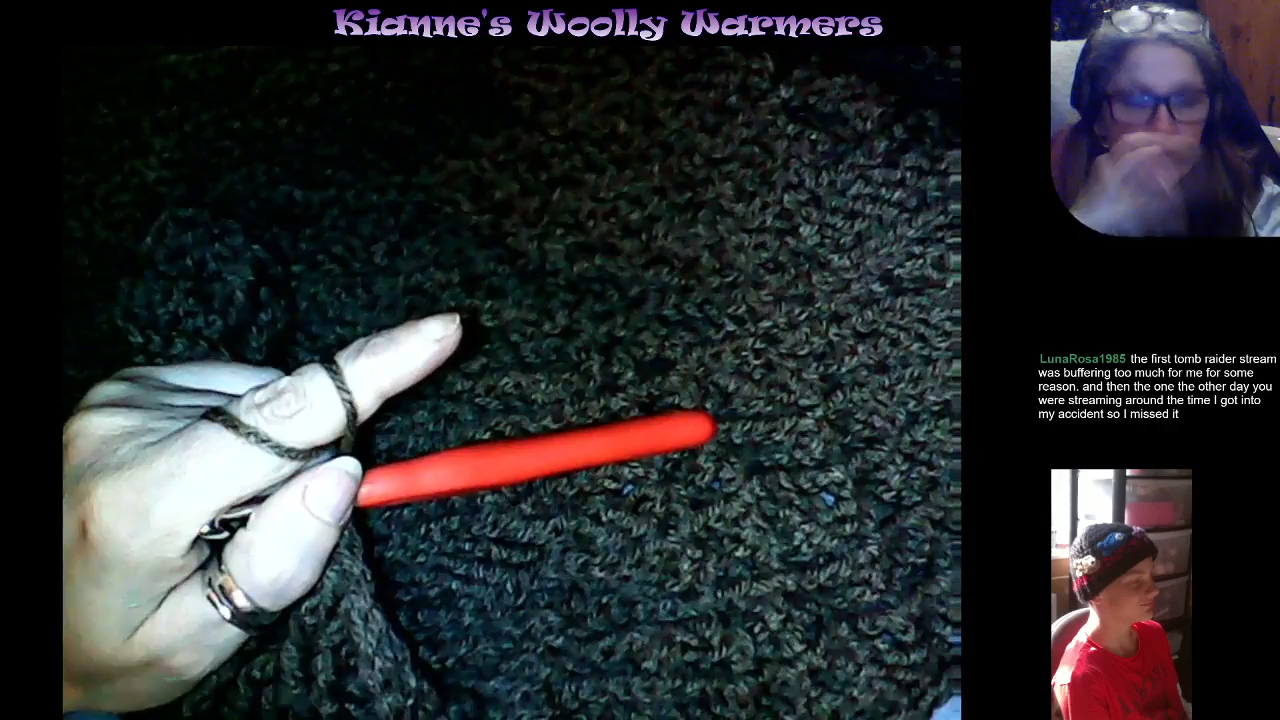 Kianne's Woolly Warmers
LunaRosa1985 the first tomb raider stream
was buffering too much for me for some
reason. and then the one the other day you
were streaming around the time I got into
my accident so I missed it